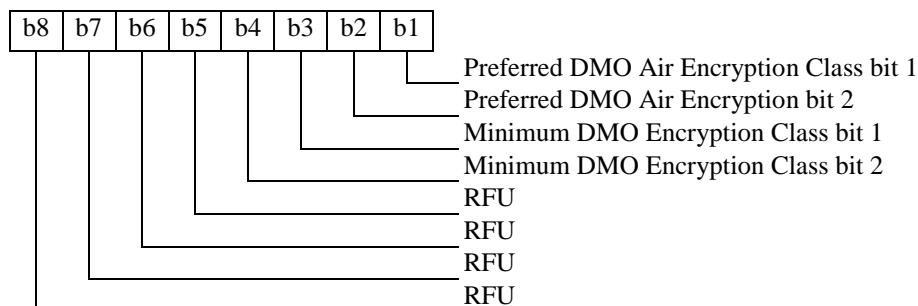 b8 b7 b6 b5 b4 b3 b2 b1
Preferred DMO Air Encryption Class bit 1
Preferred DMO Air Encryption bit 2
Minimum DMO Encryption Class bit 1
Minimum DMO Encryption Class bit 2
RFU
RFU
RFU
RFU